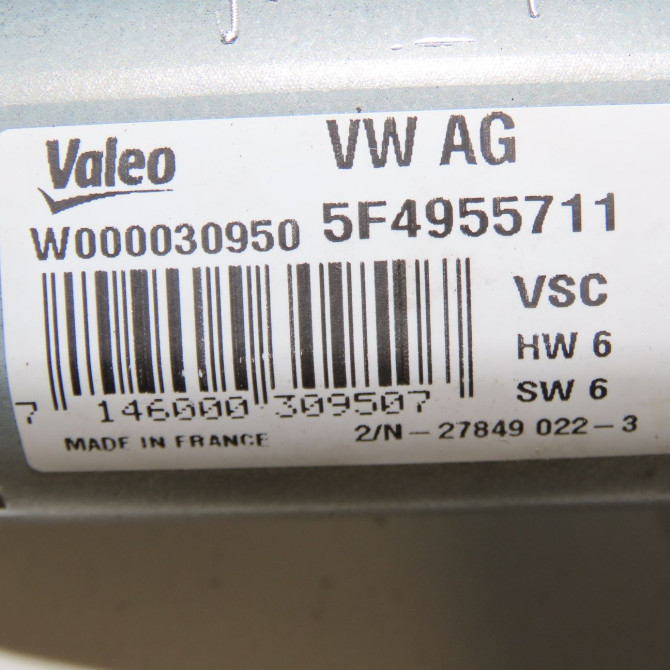 Valeo
VW AG
W000030950 5F4955711
VSC
HW 6
SW 6
7 146000 309507
MADE IN FRANCE
2/N - 27849 022 - 3